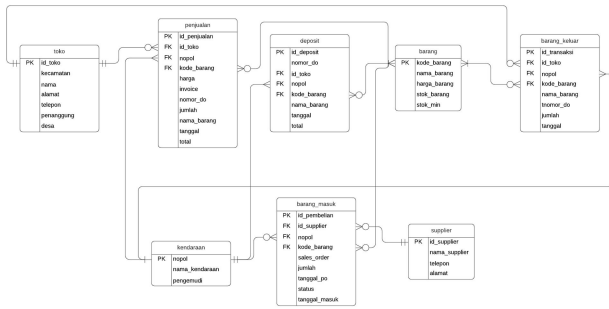 toko
PK id_toko
kecamatan
nama
alamat
telepon
penanggung
desa
penjualan
PK id_penjualan
FK id_toko
FK nopol
FK kode_barang
harga
invoice
nomor_do
jumlah
nama_barang
tanggal
total
deposit
PK id_deposit
nomor_do
FK id_toko
FK nopol
FK kode_barang
nama_barang
tanggal
total
barang
PK kode_barang
nama_barang
harga_barang
stok_barang
stok_min
barang_keluar
PK id_transaksi
FK id_toko
FK nopol
FK kode_barang
nama_barang
tnomor_do
jumlah
tanggal
kendaraan
PK nopol
nama_kendaraan
pengemudi
barang_masuk
PK id_pembelian
FK id_supplier
FK nopol
FK kode_barang
sales_order
jumlah
tanggal_po
status
tanggal_masuk
supplier
PK id_supplier
nama_supplier
telepon
alamat